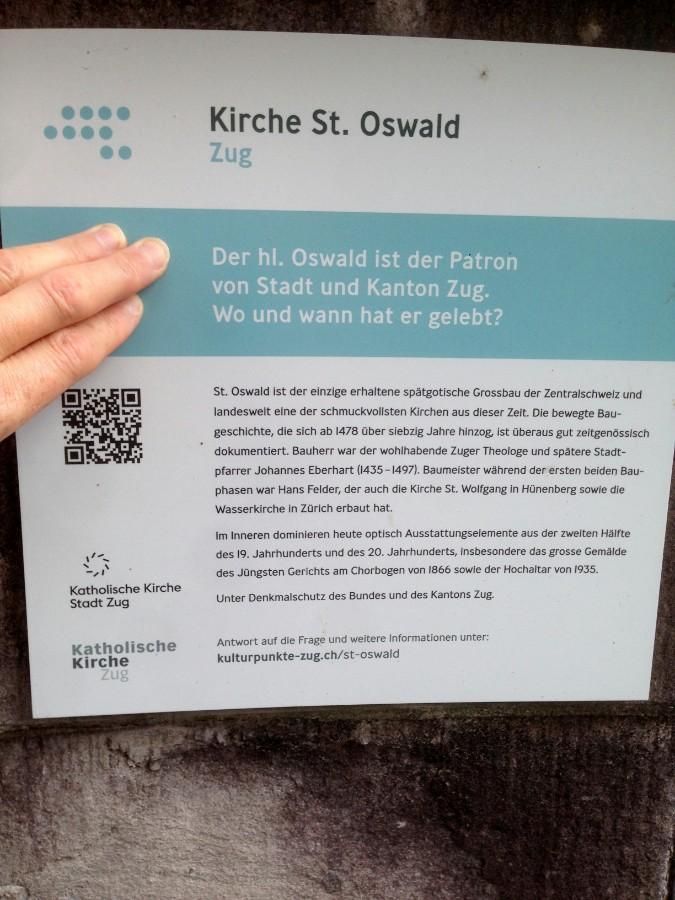 Kirche St. Oswald
Zug
Der hl. Oswald ist der Patron
von Stadt und Kanton Zug.
Wo und wann hat er gelebt?
St. Oswald ist der einzige erhaltene spätgotische Grossbau der Zentralschweiz und
landesweit eine der schmuckvollsten Kirchen aus dieser Zeit. Die bewegte Bau-
geschichte, die sich ab 1478 über siebzig Jahre hinzog, ist überaus gut zeitgenössisch
dokumentiert. Bauherr war der wohlhabende Zuger Theologe und spätere Stadt-
pfarrer Johannes Eberhart (1435–1497). Baumeister während der ersten beiden Bau-
phasen war Hans Felder, der auch die Kirche St. Wolfgang in Hünenberg sowie die
Wasserkirche in Zürich erbaut hat.
Im Inneren dominieren heute optisch Ausstattungselemente aus der zweiten Hälfte
des 19. Jahrhunderts und des 20. Jahrhunderts, insbesondere das grosse Gemälde
des Jüngsten Gerichts am Chorbogen von 1866 sowie der Hochaltar von 1935.
Unter Denkmalschutz des Bundes und des Kantons Zug.
Katholische Kirche
Stadt Zug
Katholische
Kirche
Zug
Antwort auf die Frage und weitere Informationen unter:
kulturpunkte-zug.ch/st-oswald